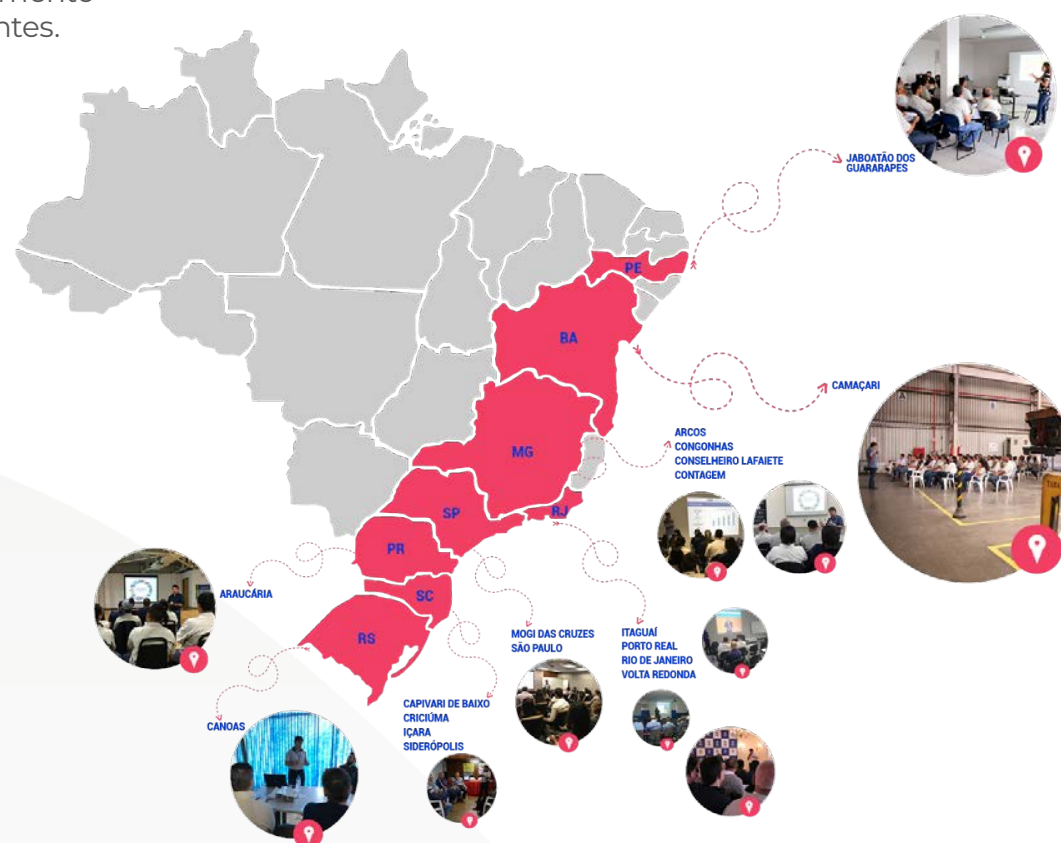 ntes.
JABOATÃO DOS
GUARARAPES
PE
BA
CAMAÇARI
ARCOS
CONGONHAS
CONSELHEIRO LAFAIETE
CONTAGEM
MG
SP
RJ
PR
ARAUCÁRIA
SC
RS
MOGI DAS CRUZES
SÃO PAULO
ITAGUAÍ
PORTO REAL
RIO DE JANEIRO
VOLTA REDONDA
CAPIVARI DE BAIXO
CRICIÚMA
IÇARA
SIDERÓPOLIS
CANOAS